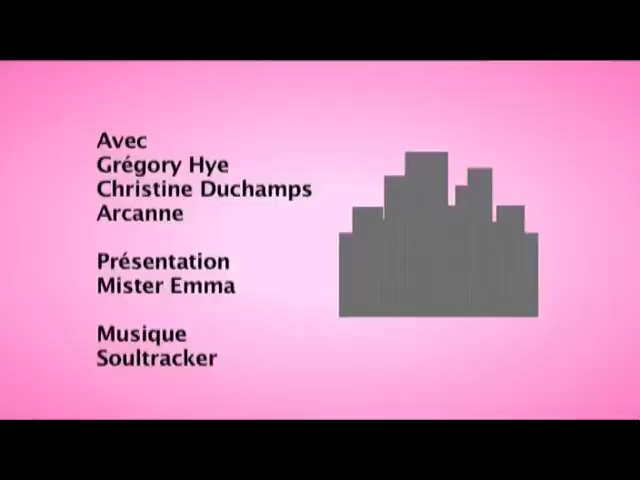 Avec
Grégory Hye
Christine Duchamps
Arcanne
Présentation
Mister Emma
Musique
Soultracker